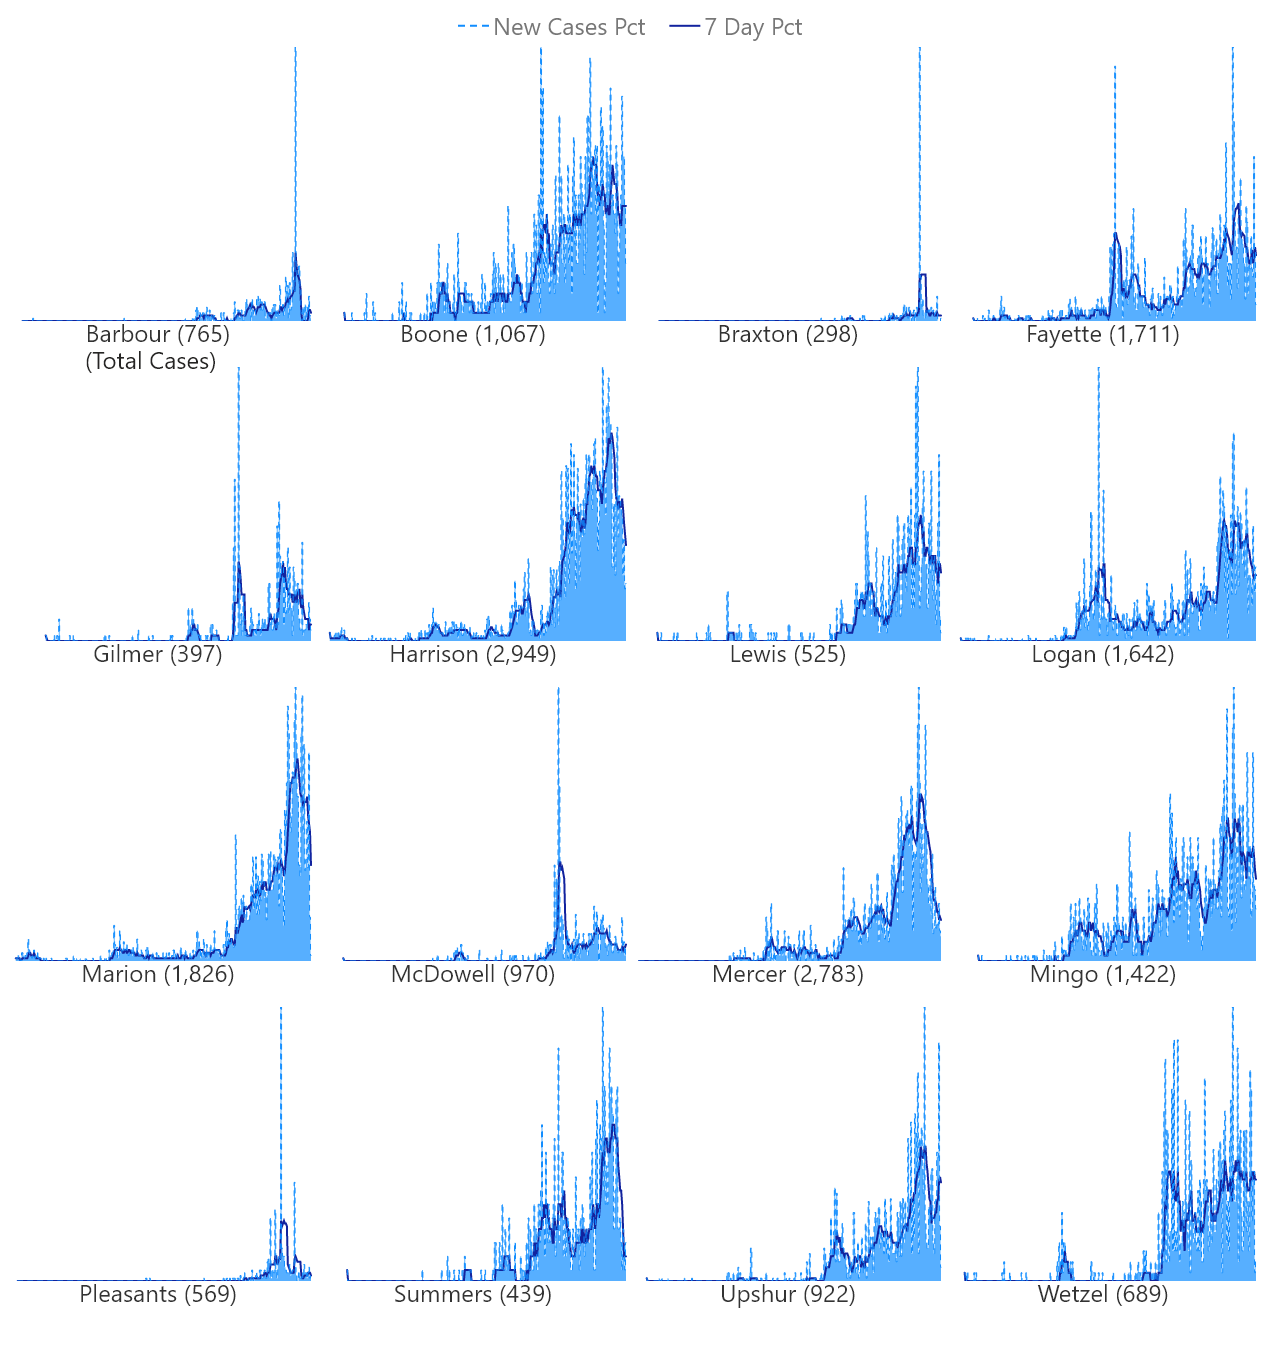 New Cases Pct 7 Day Pct
Barbour (765) Boone (1,067) Braxton (298) Fayette (1,711)
(Total Cases)
Gilmer (397) Harrison (2,949) Lewis (525) Logan (1,642)
Marion (1,826) McDowell (970) Mercer (2,783) Mingo (1,422)
Pleasants (569) Summers (439) Upshur (922) Wetzel (689)